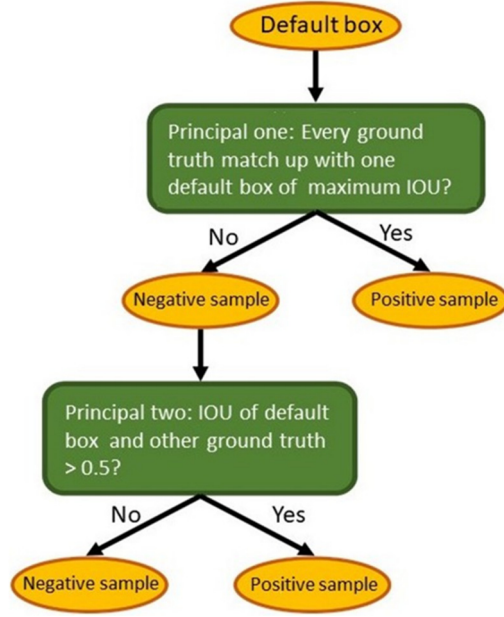 Default box
Principal one: Every ground
truth match up with one
default box of maximum IOU?
No
Yes
Negative sample
Positive sample
Principal two: IOU of default
box and other ground truth
> 0.5?
No
Yes
Negative sample
Positive sample